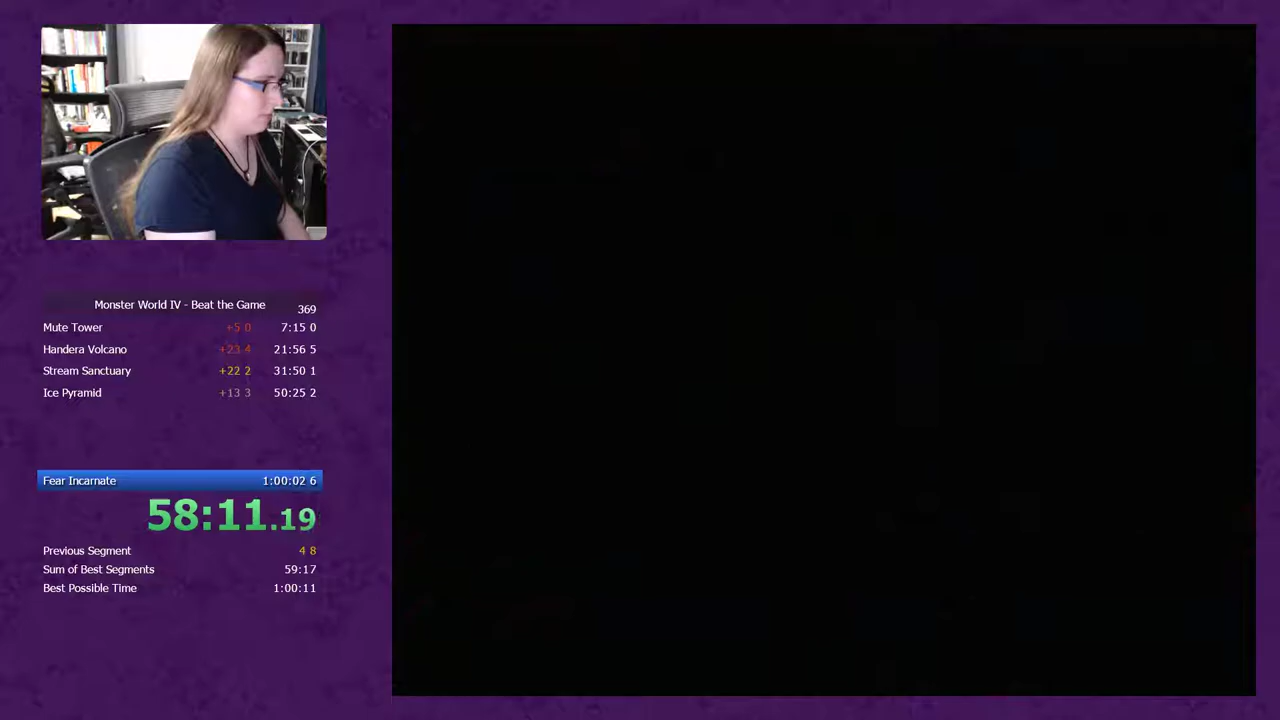 Monster World IV - Beat the Game
369
Mute Tower +5 0 7:15 0
Handera Volcano +23 4 21:56 5
Stream Sanctuary +22 2 31:50 1
Ice Pyramid +13 3 50:25 2
Fear Incarnate 1:00:02 6
58:11.19
Previous Segment 4 8
Sum of Best Segments 59:17
Best Possible Time 1:00:11